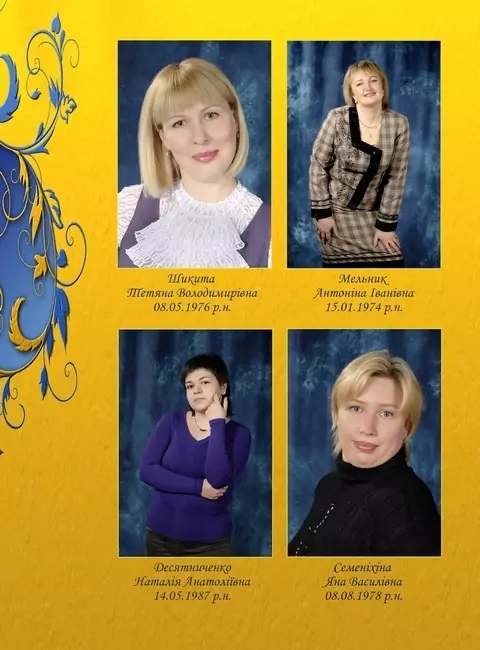 Шикита
Тетяна Володимирівна
08.05.1976 р.н.
Мельник
Антоніна Іванівна
15.01.1974 р.н.
Десятниченко
Наталія Анатоліївна
14.05.1987 р.н.
Семеніхіна
Яна Василівна
08.08.1978 р.н.